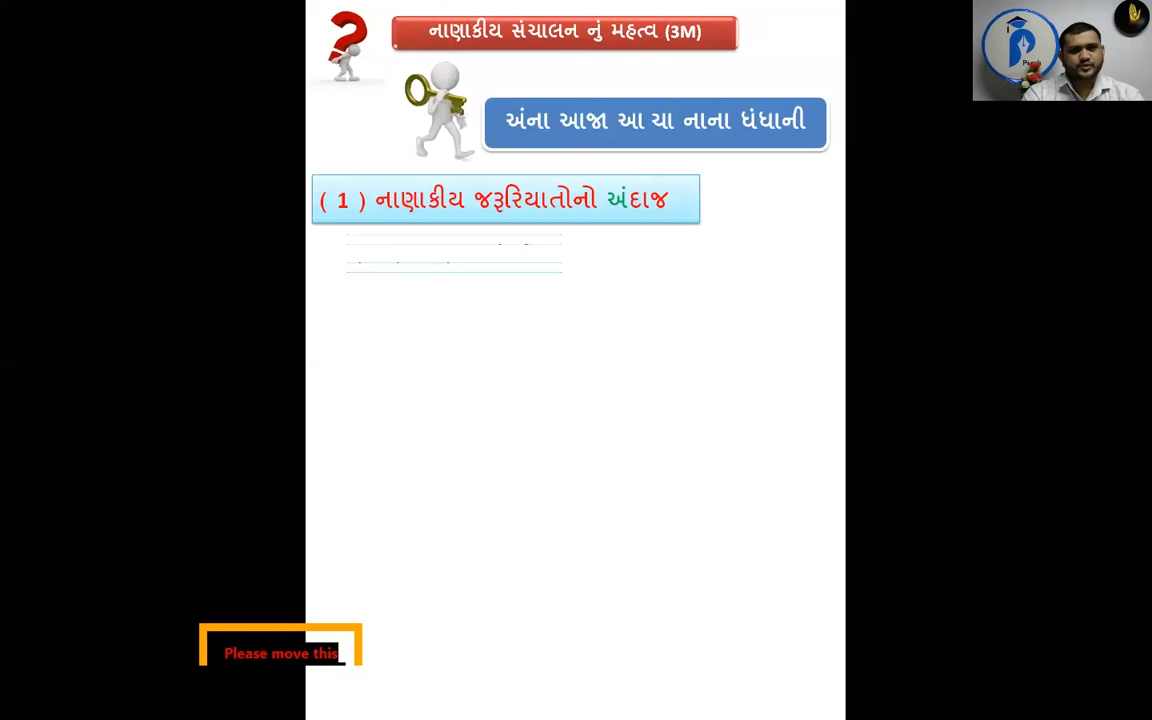 નાણાકીય સંચાલન નું મહત્વ (3M)
અંના આજા આ ચા નાના ધંધાની
( 1 ) નાણાકીય જરૂરિયાતોનો અંદાજ
Please move this